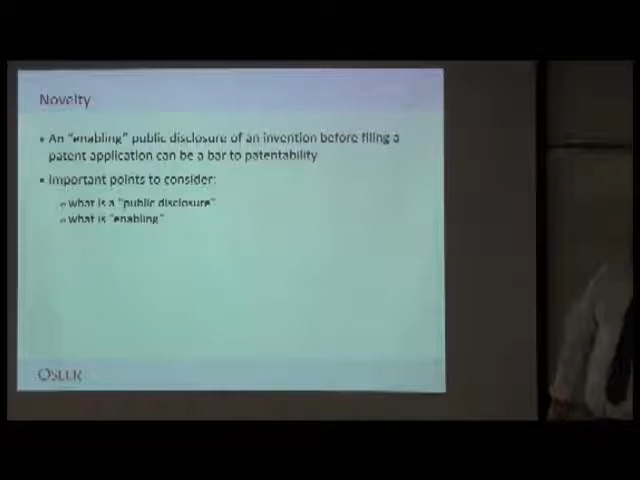 Novelty
• An "enabling" public disclosure of an invention before filing a
patent application can be a bar to patentability
• Important points to consider:
what is a "public disclosure"
what is "enabling"
OSLER